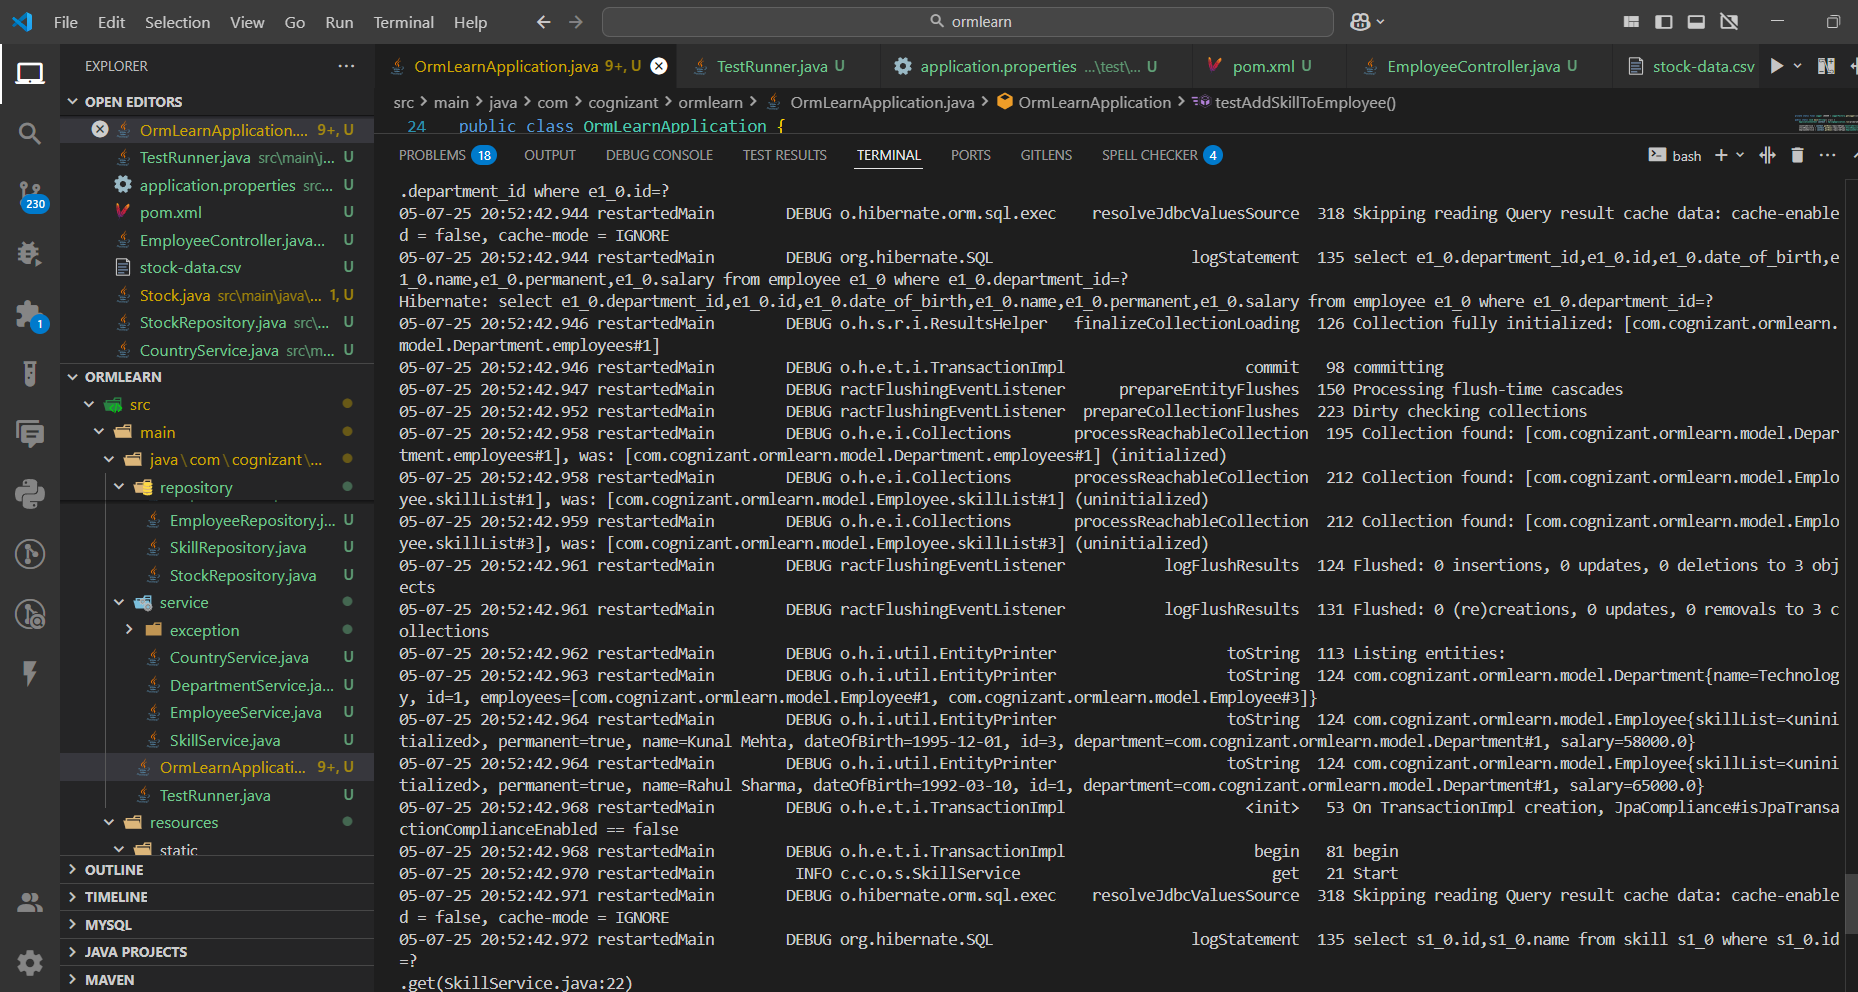 File Edit Selection View Go Run Terminal Help
ormlearn
EXPLORER
OPEN EDITORS
OrmLearnApplication.... 9+, U
TestRunner.java src\main\j... U
application.properties src... U
pom.xml U
EmployeeController.java... U
stock-data.csv U
Stock.java src\main\java\... 1, U
StockRepository.java src\... U
CountryService.java src\m... U
ORMLEARN
src
main
java\com\cognizant\...
repository
EmployeeRepository.j... U
SkillRepository.java U
StockRepository.java U
service
exception
CountryService.java U
DepartmentService.ja... U
EmployeeService.java U
SkillService.java U
OrmLearnApplicati... 9+, U
TestRunner.java U
resources
static
OUTLINE
TIMELINE
MYSQL
JAVA PROJECTS
MAVEN
230
1
OrmLearnApplication.java 9+, U
TestRunner.java U
application.properties ...\test\... U
pom.xml U
EmployeeController.java U
stock-data.csv
src > main > java > com > cognizant > ormlearn > OrmLearnApplication.java > OrmLearnApplication > testAddSkillToEmployee()
24 public class OrmLearnApplication {
PROBLEMS 18 OUTPUT DEBUG CONSOLE TEST RESULTS TERMINAL PORTS GITLENS SPELL CHECKER 4
bash
.department_id where e1_0.id=?
05-07-25 20:52:42.944 restartedMain DEBUG o.hibernate.orm.sql.exec resolveJdbcValuesSource 318 Skipping reading Query result cache data: cache-enable
d = false, cache-mode = IGNORE
05-07-25 20:52:42.944 restartedMain DEBUG org.hibernate.SQL logStatement 135 select e1_0.department_id,e1_0.id,e1_0.date_of_birth,e
1_0.name,e1_0.permanent,e1_0.salary from employee e1_0 where e1_0.department_id=?
Hibernate: select e1_0.department_id,e1_0.id,e1_0.date_of_birth,e1_0.name,e1_0.permanent,e1_0.salary from employee e1_0 where e1_0.department_id=?
05-07-25 20:52:42.946 restartedMain DEBUG o.h.s.r.i.ResultsHelper finalizeCollectionLoading 126 Collection fully initialized: [com.cognizant.ormlearn.
model.Department.employees#1]
05-07-25 20:52:42.946 restartedMain DEBUG o.h.e.t.i.TransactionImpl commit 98 committing
05-07-25 20:52:42.947 restartedMain DEBUG ractFlushingEventListener prepareEntityFlushes 150 Processing flush-time cascades
05-07-25 20:52:42.952 restartedMain DEBUG ractFlushingEventListener prepareCollectionFlushes 223 Dirty checking collections
05-07-25 20:52:42.958 restartedMain DEBUG o.h.e.i.Collections processReachableCollection 195 Collection found: [com.cognizant.ormlearn.model.Depar
tment.employees#1], was: [com.cognizant.ormlearn.model.Department.employees#1] (initialized)
05-07-25 20:52:42.958 restartedMain DEBUG o.h.e.i.Collections processReachableCollection 212 Collection found: [com.cognizant.ormlearn.model.Emplo
yee.skillList#1], was: [com.cognizant.ormlearn.model.Employee.skillList#1] (uninitialized)
05-07-25 20:52:42.959 restartedMain DEBUG o.h.e.i.Collections processReachableCollection 212 Collection found: [com.cognizant.ormlearn.model.Emplo
yee.skillList#3], was: [com.cognizant.ormlearn.model.Employee.skillList#3] (uninitialized)
05-07-25 20:52:42.961 restartedMain DEBUG ractFlushingEventListener logFlushResults 124 Flushed: 0 insertions, 0 updates, 0 deletions to 3 obj
ects
05-07-25 20:52:42.961 restartedMain DEBUG ractFlushingEventListener logFlushResults 131 Flushed: 0 (re)creations, 0 updates, 0 removals to 3 c
ollections
05-07-25 20:52:42.962 restartedMain DEBUG o.h.i.util.EntityPrinter toString 113 Listing entities:
05-07-25 20:52:42.963 restartedMain DEBUG o.h.i.util.EntityPrinter toString 124 com.cognizant.ormlearn.model.Department{name=Technolog
y, id=1, employees=[com.cognizant.ormlearn.model.Employee#1, com.cognizant.ormlearn.model.Employee#3]}
05-07-25 20:52:42.964 restartedMain DEBUG o.h.i.util.EntityPrinter toString 124 com.cognizant.ormlearn.model.Employee{skillList=<unini
tialized>, permanent=true, name=Kunal Mehta, dateOfBirth=1995-12-01, id=3, department=com.cognizant.ormlearn.model.Department#1, salary=58000.0}
05-07-25 20:52:42.964 restartedMain DEBUG o.h.i.util.EntityPrinter toString 124 com.cognizant.ormlearn.model.Employee{skillList=<unini
tialized>, permanent=true, name=Rahul Sharma, dateOfBirth=1992-03-10, id=1, department=com.cognizant.ormlearn.model.Department#1, salary=65000.0}
05-07-25 20:52:42.968 restartedMain DEBUG o.h.e.t.i.TransactionImpl <init> 53 On TransactionImpl creation, JpaCompliance#isJpaTransa
ctionComplianceEnabled == false
05-07-25 20:52:42.968 restartedMain DEBUG o.h.e.t.i.TransactionImpl begin 81 begin
05-07-25 20:52:42.970 restartedMain INFO c.c.o.s.SkillService get 21 Start
05-07-25 20:52:42.971 restartedMain DEBUG o.hibernate.orm.sql.exec resolveJdbcValuesSource 318 Skipping reading Query result cache data: cache-enable
d = false, cache-mode = IGNORE
05-07-25 20:52:42.972 restartedMain DEBUG org.hibernate.SQL logStatement 135 select s1_0.id,s1_0.name from skill s1_0 where s1_0.id
=?
.get(SkillService.java:22)